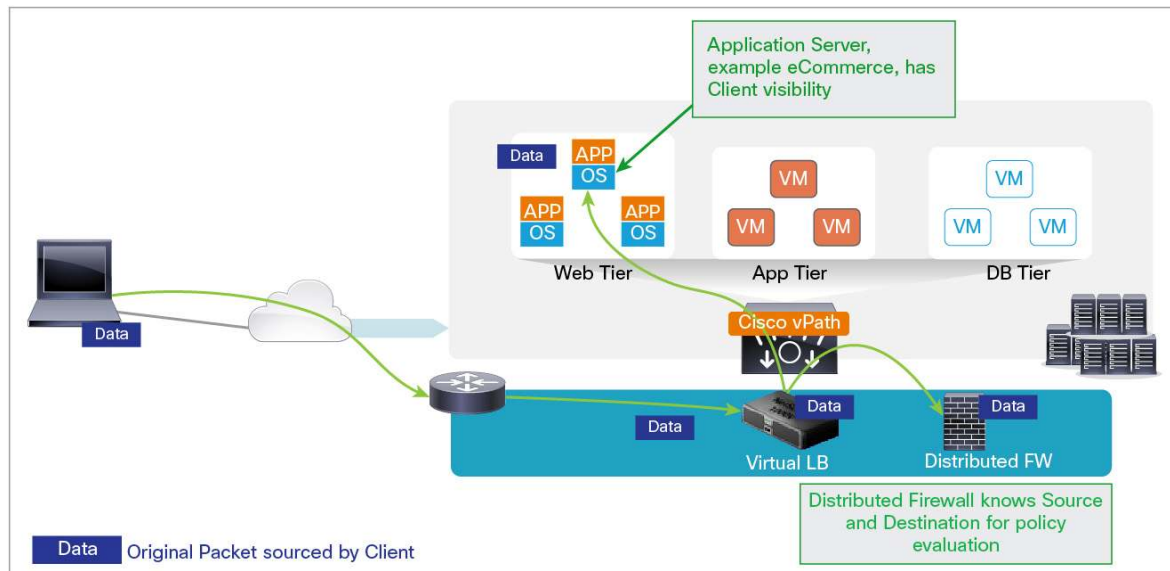 Application Server,
example eCommerce, has
Client visibility
Data
APP
OS
APP
OS
APP
OS
VM
VM
VM
VM
VM
VM
Web Tier
App Tier
DB Tier
Data
Cisco vPath
Data
Data
Data
Virtual LB
Distributed FW
Distributed Firewall knows Source
and Destination for policy
evaluation
Data
Original Packet sourced by Client